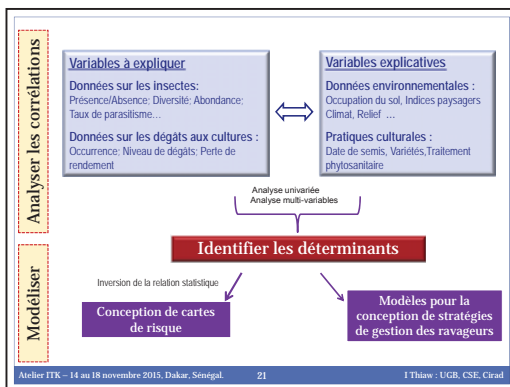 Analyser les corrélations
Variables à expliquer
Données sur les insectes:
Présence/Absence; Diversité; Abondance;
Taux de parasitisme…
Données sur les dégâts aux cultures :
Occurrence; Niveau de dégâts; Perte de
rendement
Variables explicatives
Données environnementales :
Occupation du sol, Indices paysagers
Climat, Relief …
Pratiques culturales :
Date de semis, Variétés,Traitement
phytosanitaire
Analyse univariée
Analyse multi-variables
Identifier les déterminants
Modéliser
Inversion de la relation statistique
Conception de cartes
de risque
Modèles pour la
conception de stratégies
de gestion des ravageurs
Atelier ITK – 14 au 18 novembre 2015, Dakar, Sénégal.
21
I Thiaw : UGB, CSE, Cirad